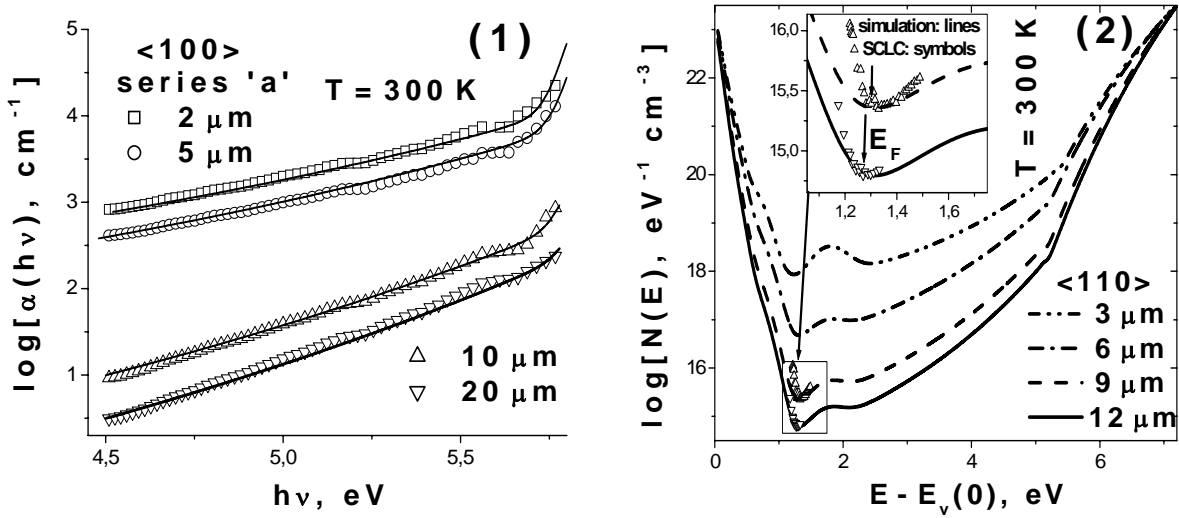 (1)
<100>
series 'a'
T = 300 K
□ 2 μm
○ 5 μm
△ 10 μm
▽ 20 μm
log[α(hν), cm⁻¹]
5
4
3
2
1
4,5
5,0
5,5
hν, eV
(2)
simulation: lines
SCLC: symbols
E_F
16,0
15,5
15,0
1,2
1,4
1,6
T = 300 K
<110>
3 μm
6 μm
9 μm
12 μm
log[N(E), eV⁻¹ cm⁻³]
22
20
18
16
0
2
4
6
E - E_v(0), eV